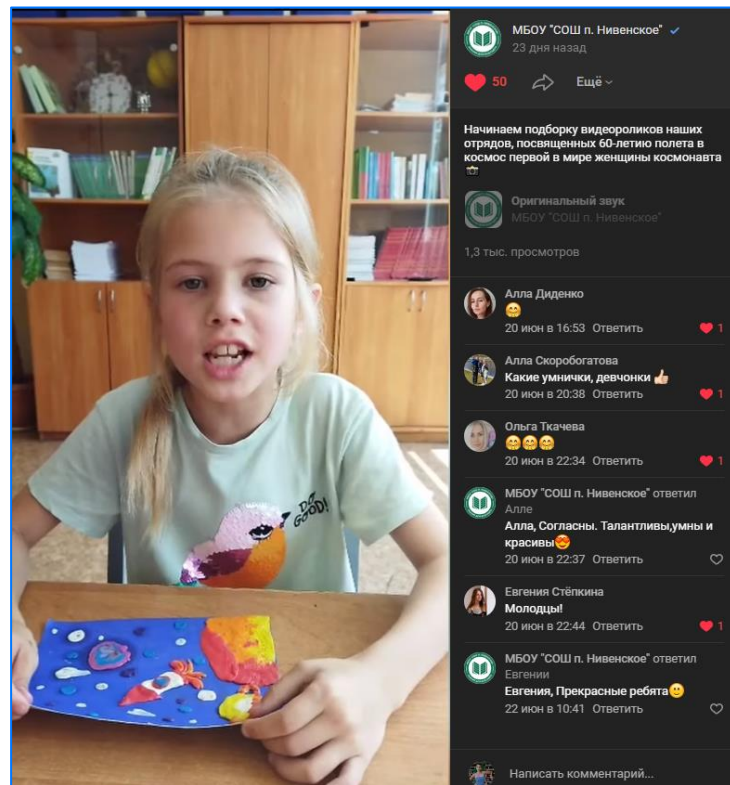 МБОУ "СОШ п. Нивенское"
23 дня назад
50
Ещё
Начинаем подборку видеороликов наших
отрядов, посвященных 60-летию полета в
космос первой в мире женщины космонавта
Оригинальный звук
МБОУ "СОШ п. Нивенское"
1,3 тыс. просмотров
Алла Диденко
20 июн в 16:53 Ответить
1
Алла Скоробогатова
Какие умнички, девчонки
20 июн в 20:38 Ответить
1
Ольга Ткачева
20 июн в 22:34 Ответить
1
МБОУ "СОШ п. Нивенское" ответил
Алле
Алла, Согласны. Талантливы,умны и
красивы
20 июн в 22:37 Ответить
Евгения Стёпкина
Молодцы!
20 июн в 22:44 Ответить
1
МБОУ "СОШ п. Нивенское" ответил
Евгении
Евгения, Прекрасные ребята
22 июн в 10:41 Ответить
Написать комментарий...
DO
GOOD!